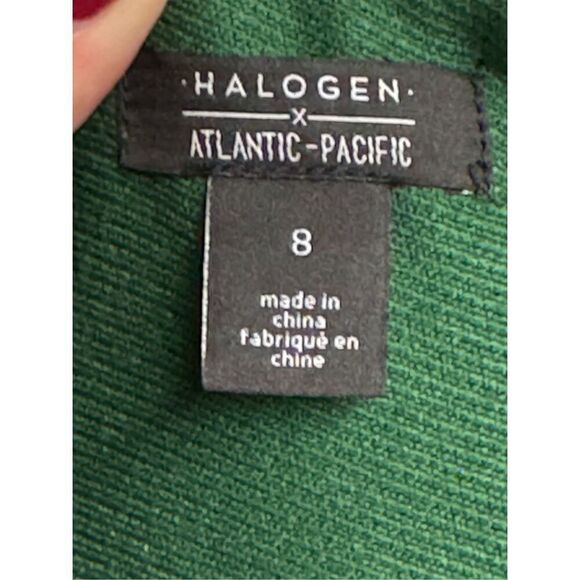 ·HALOGEN·
X
ATLANTIC-PACIFIC
8
made in
china
fabriqué en
chine